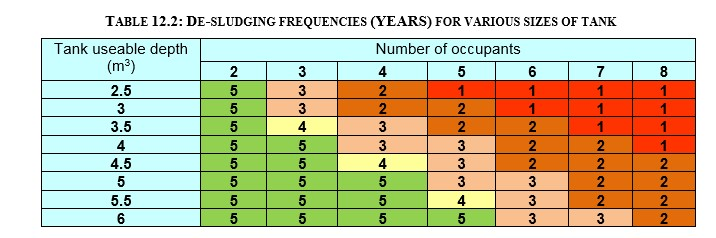 TABLE 12.2: DE-SLUDGING FREQUENCIES (YEARS) FOR VARIOUS SIZES OF TANK
Tank useable depth (m³) Number of occupants
2 3 4 5 6 7 8
2.5 5 3 2 1 1 1 1
3 5 3 2 2 1 1 1
3.5 5 4 3 2 2 1 1
4 5 5 3 3 2 2 1
4.5 5 5 4 3 2 2 2
5 5 5 5 3 3 2 2
5.5 5 5 5 4 3 2 2
6 5 5 5 5 3 3 2